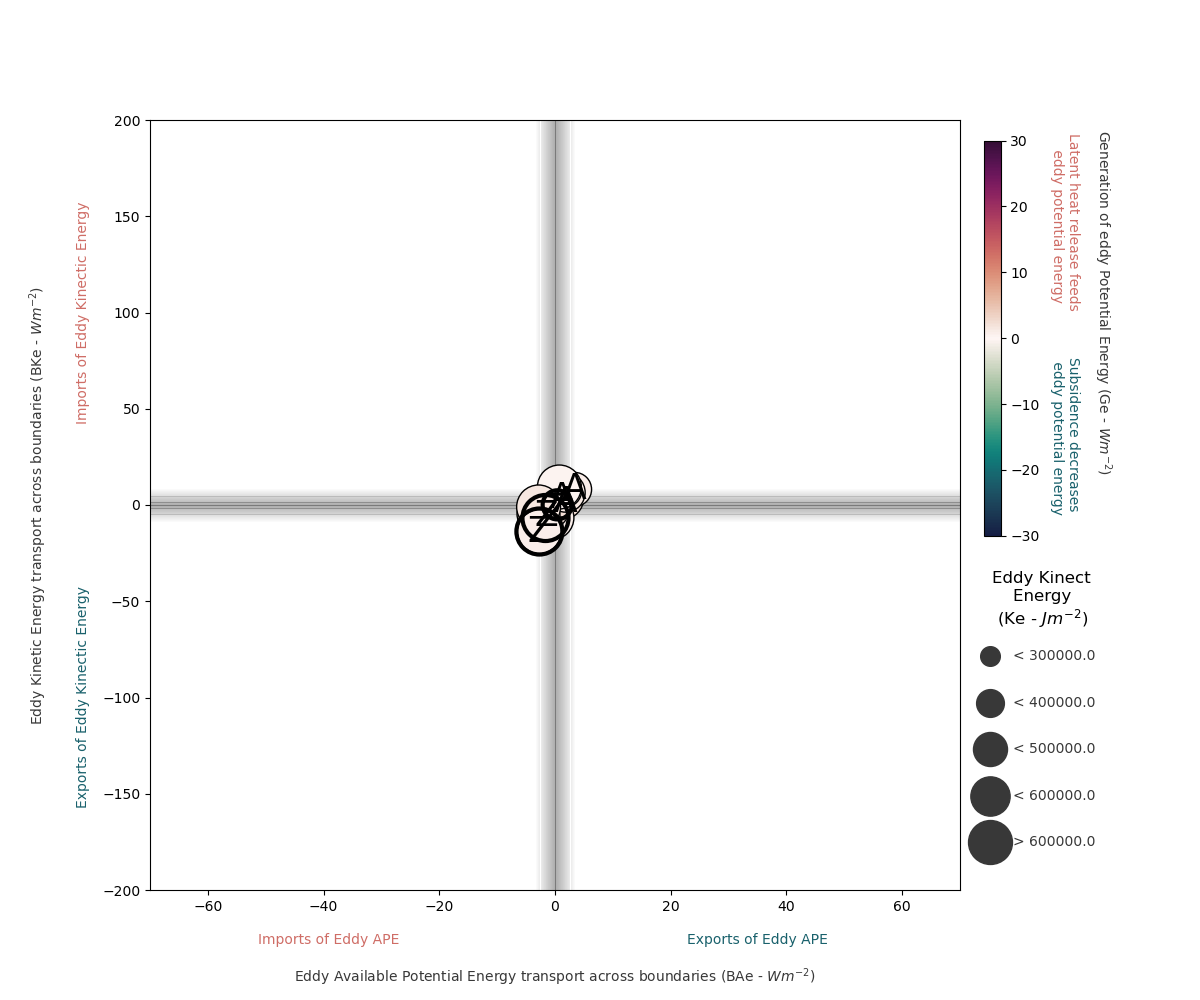 200
150
100
50
0
−50
−100
−150
−200
−60
−40
−20
0
20
40
60
Eddy Kinetic Energy transport across boundaries (BKe - Wm⁻²)
Imports of Eddy Kinectic Energy
Exports of Eddy Kinectic Energy
Imports of Eddy APE
Exports of Eddy APE
Eddy Available Potential Energy transport across boundaries (BAe - Wm⁻²)
A
A
Z
Z
30
20
10
0
−10
−20
−30
Latent heat release feeds
eddy potential energy
Subsidence decreases
eddy potential energy
Generation of eddy Potential Energy (Ge - Wm⁻²)
Eddy Kinect
Energy
(Ke - Jm⁻²)
< 300000.0
< 400000.0
< 500000.0
< 600000.0
> 600000.0